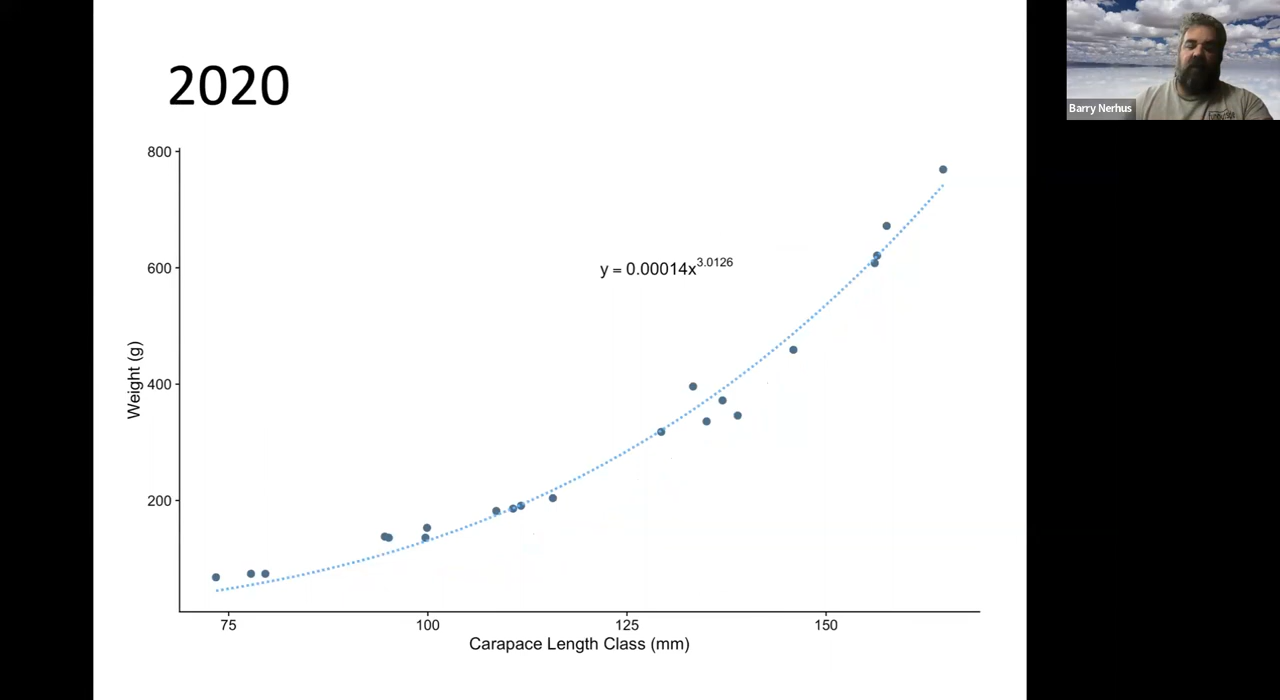 2020
Barry Nerhus
800
600
400
200
Weight (g)
y = 0.00014x^3.0126
75 100 125 150
Carapace Length Class (mm)